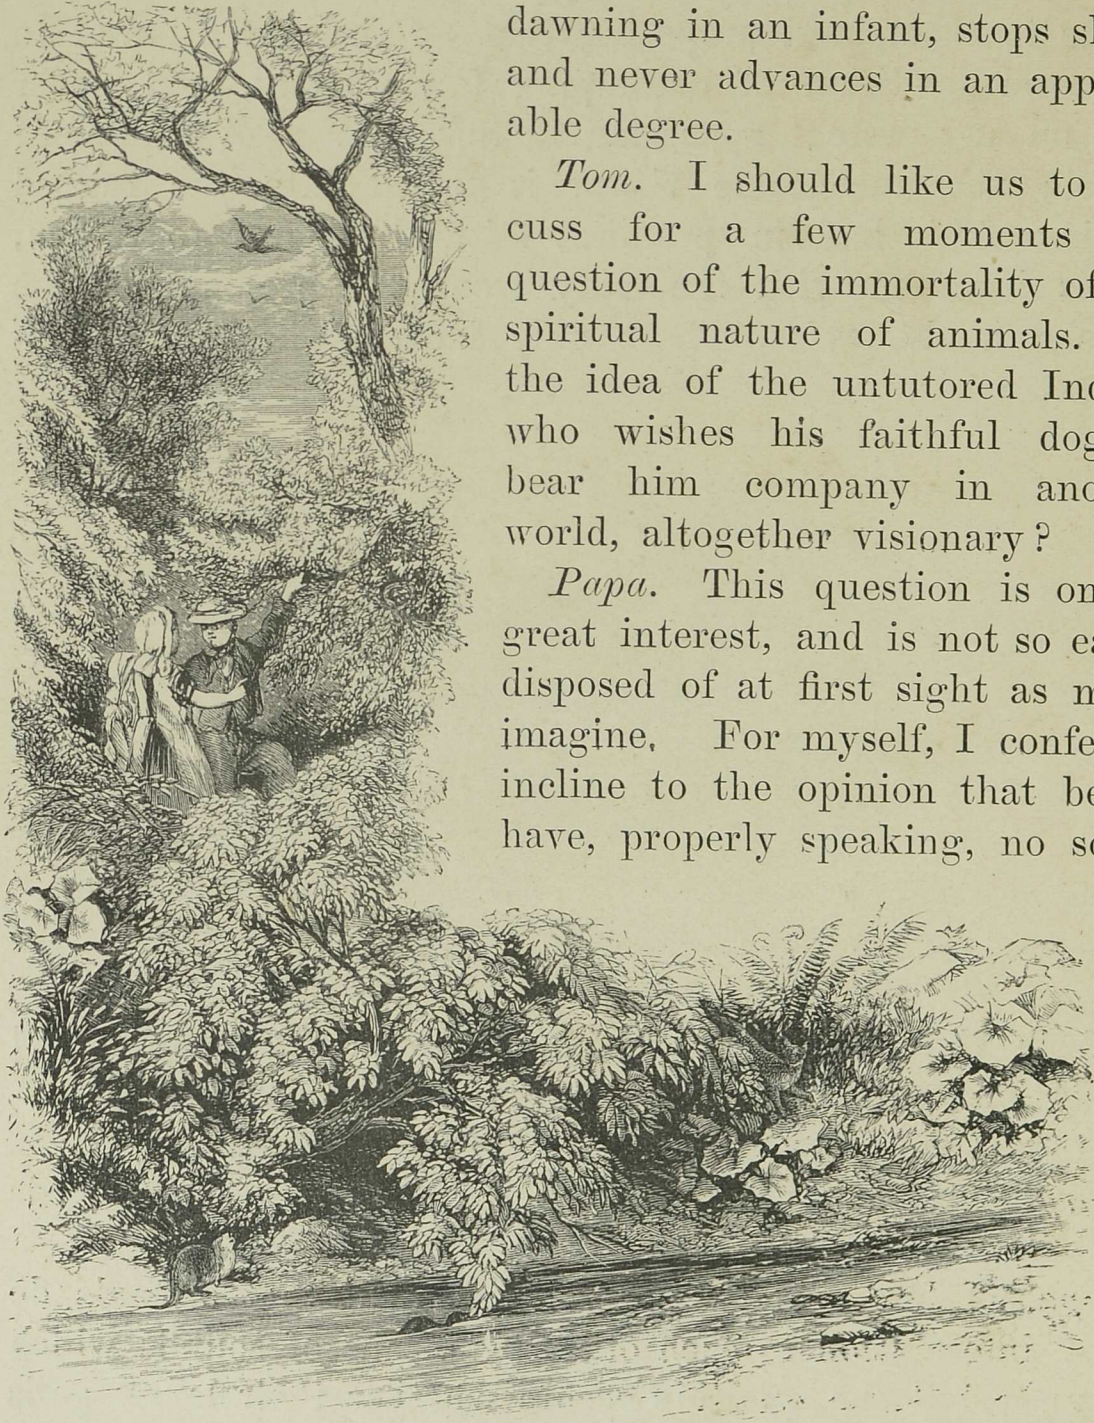 dawning in an infant, stops
and never advances in an app
able degree.
Tom. I should like us to
cuss for a few moments
question of the immortality of
spiritual nature of animals.
the idea of the untutored Ind
who wishes his faithful dog
bear him company in ano
world, altogether visionary?
Papa. This question is on
great interest, and is not so ea
disposed of at first sight as m
imagine. For myself, I confe
incline to the opinion that be
have, properly speaking, no so